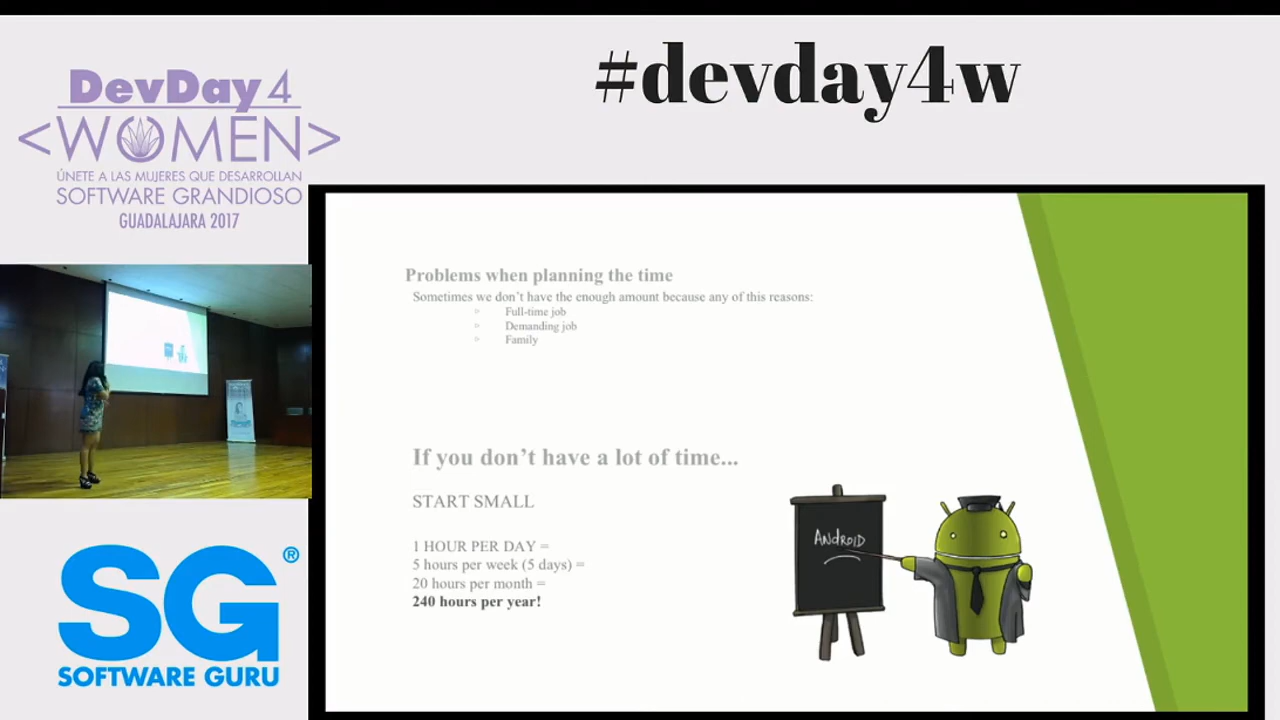 #devday4w
DevDay 4
<WOMEN>
ÚNETE A LAS MUJERES QUE DESARROLLAN
SOFTWARE GRANDIOSO
GUADALAJARA 2017
Problems when planning the time
Sometimes we don't have the enough amount because any of this reasons:
Full-time job
Demanding job
Family
If you don't have a lot of time...
START SMALL
1 HOUR PER DAY =
5 hours per week (5 days) =
20 hours per month =
240 hours per year!
ANDROID
SG®
SOFTWARE GURU